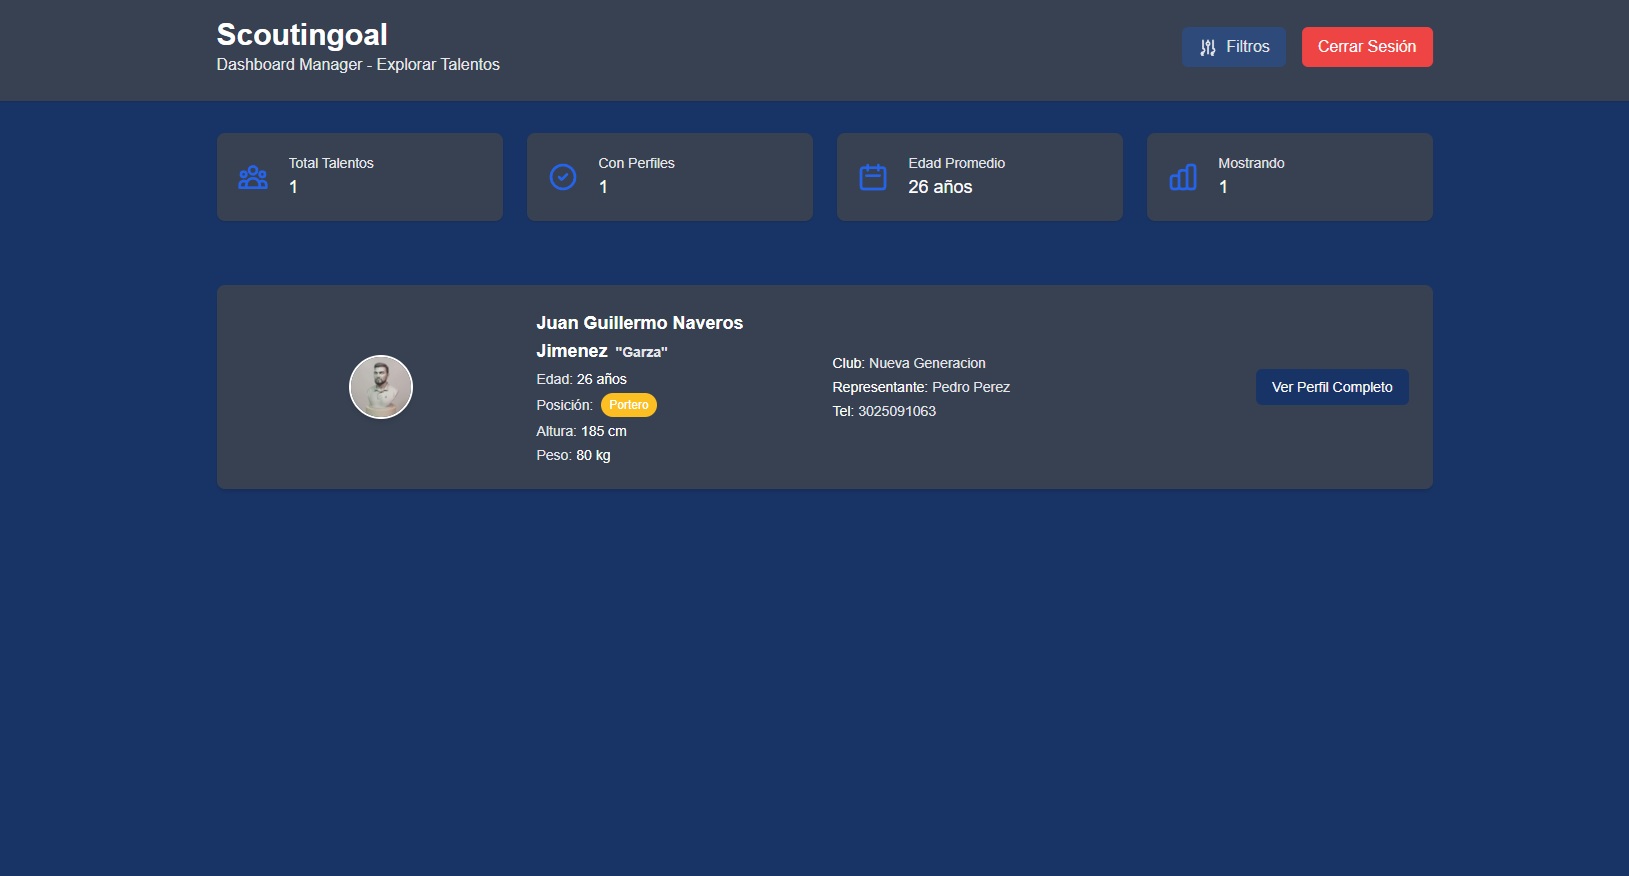 Scoutingoal
Dashboard Manager - Explorar Talentos
Filtros
Cerrar Sesión
Total Talentos
1
Con Perfiles
1
Edad Promedio
26 años
Mostrando
1
Juan Guillermo Naveros
Jimenez "Garza"
Edad: 26 años
Posición: Portero
Altura: 185 cm
Peso: 80 kg
Club: Nueva Generacion
Representante: Pedro Perez
Tel: 3025091063
Ver Perfil Completo